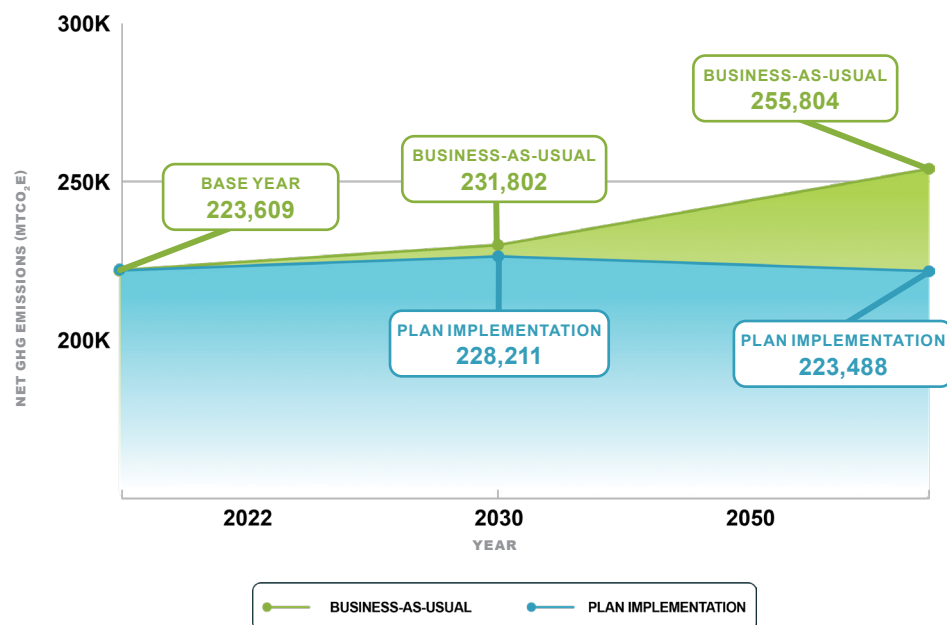 300K
BUSINESS-AS-USUAL
255,804
BUSINESS-AS-USUAL
231,802
250K
BASE YEAR
223,609
NET GHG EMISSIONS (MTCO₂E)
PLAN IMPLEMENTATION
228,211
PLAN IMPLEMENTATION
223,488
200K
2022
2030
2050
YEAR
BUSINESS-AS-USUAL
PLAN IMPLEMENTATION